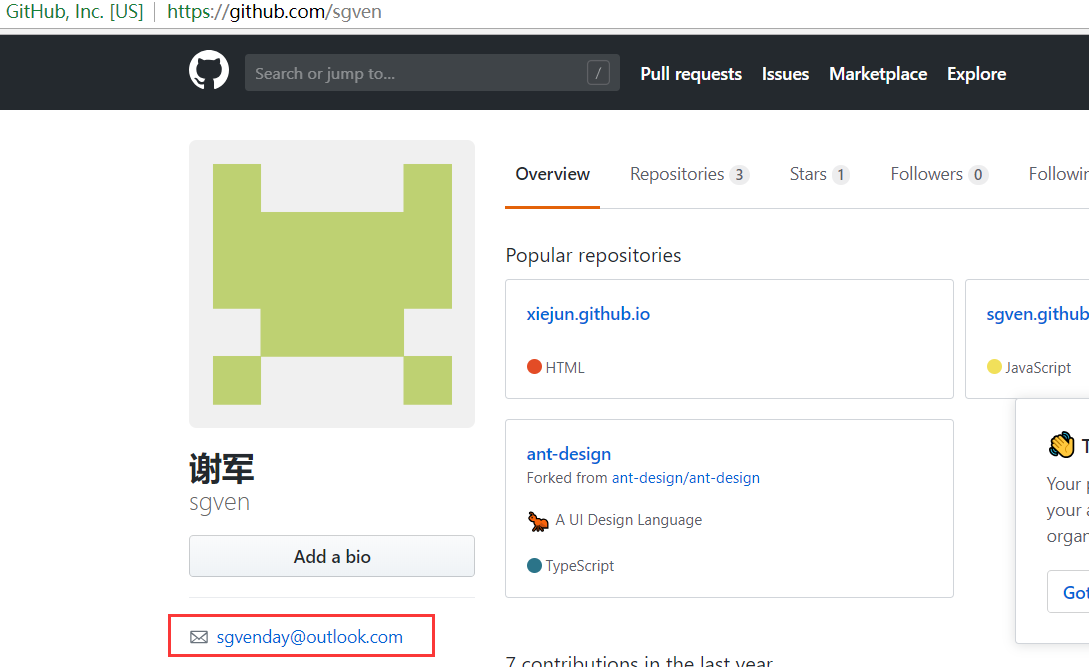 GitHub, Inc. [US] | https://github.com/sgven
Search or jump to... /
Pull requests Issues Marketplace Explore
Overview Repositories 3 Stars 1 Followers 0 Followin
Popular repositories
xiejun.github.io
HTML
sgven.github
JavaScript
ant-design
Forked from ant-design/ant-design
A UI Design Language
TypeScript
谢军
sgven
Add a bio
sgvenday@outlook.com
T
Your p
your a
organ
Got
7 contributions in the last year